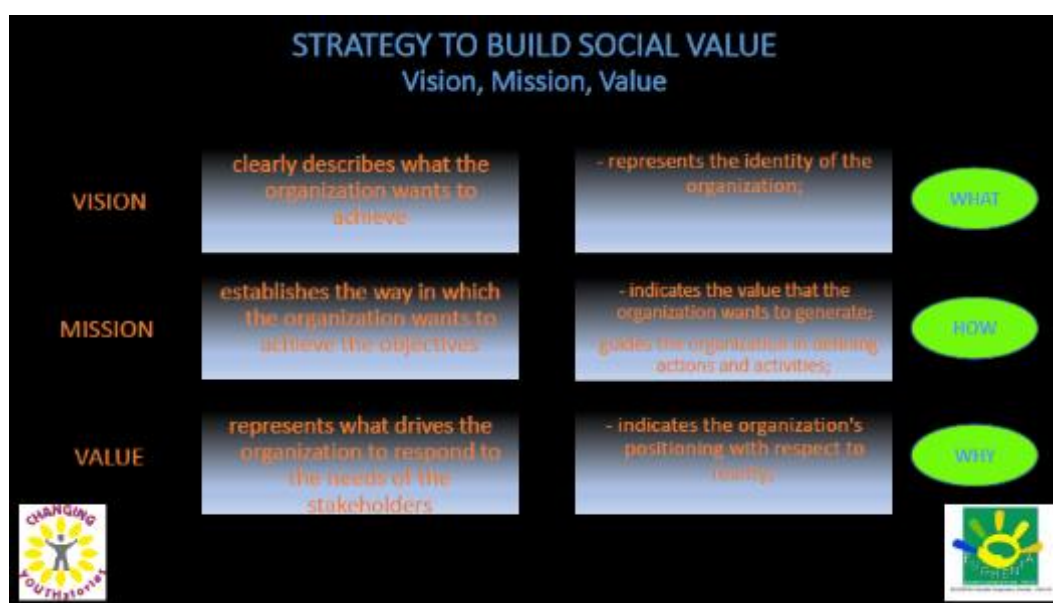 STRATEGY TO BUILD SOCIAL VALUE
Vision, Mission, Value
VISION
clearly describes what the
organization wants to
achieve
- represents the identity of the
organization;
WHAT
MISSION
establishes the way in which
the organization wants to
achieve the objectives
- indicates the value that the
organization wants to generate;
guides the organization in defining
actions and activities;
HOW
VALUE
represents what drives the
organization to respond to
the needs of the
stakeholders
- indicates the organization's
positioning with respect to
reality;
WHY
CHANGING
YOUTHstories